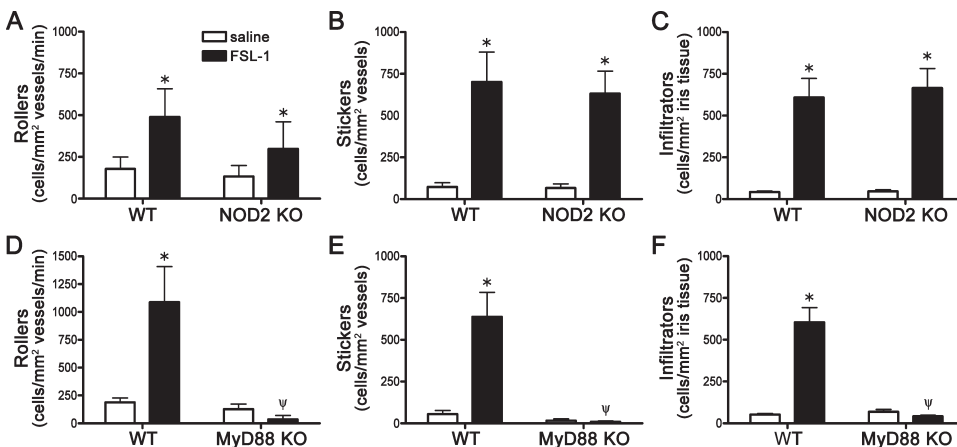 A
Rollers
(cells/mm² vessels/min)
1000
750
500
250
0
saline
FSL-1
*
*
WT
NOD2 KO
B
Stickers
(cells/mm² vessels)
1000
750
500
250
0
*
*
WT
NOD2 KO
C
Infiltrators
(cells/mm² iris tissue)
1000
750
500
250
0
*
*
WT
NOD2 KO
D
Rollers
(cells/mm² vessels/min)
1500
1250
1000
750
500
250
0
*
ψ
WT
MyD88 KO
E
Stickers
(cells/mm² vessels)
1000
750
500
250
0
*
ψ
WT
MyD88 KO
F
Infiltrators
(cells/mm² iris tissue)
1000
750
500
250
0
*
ψ
WT
MyD88 KO